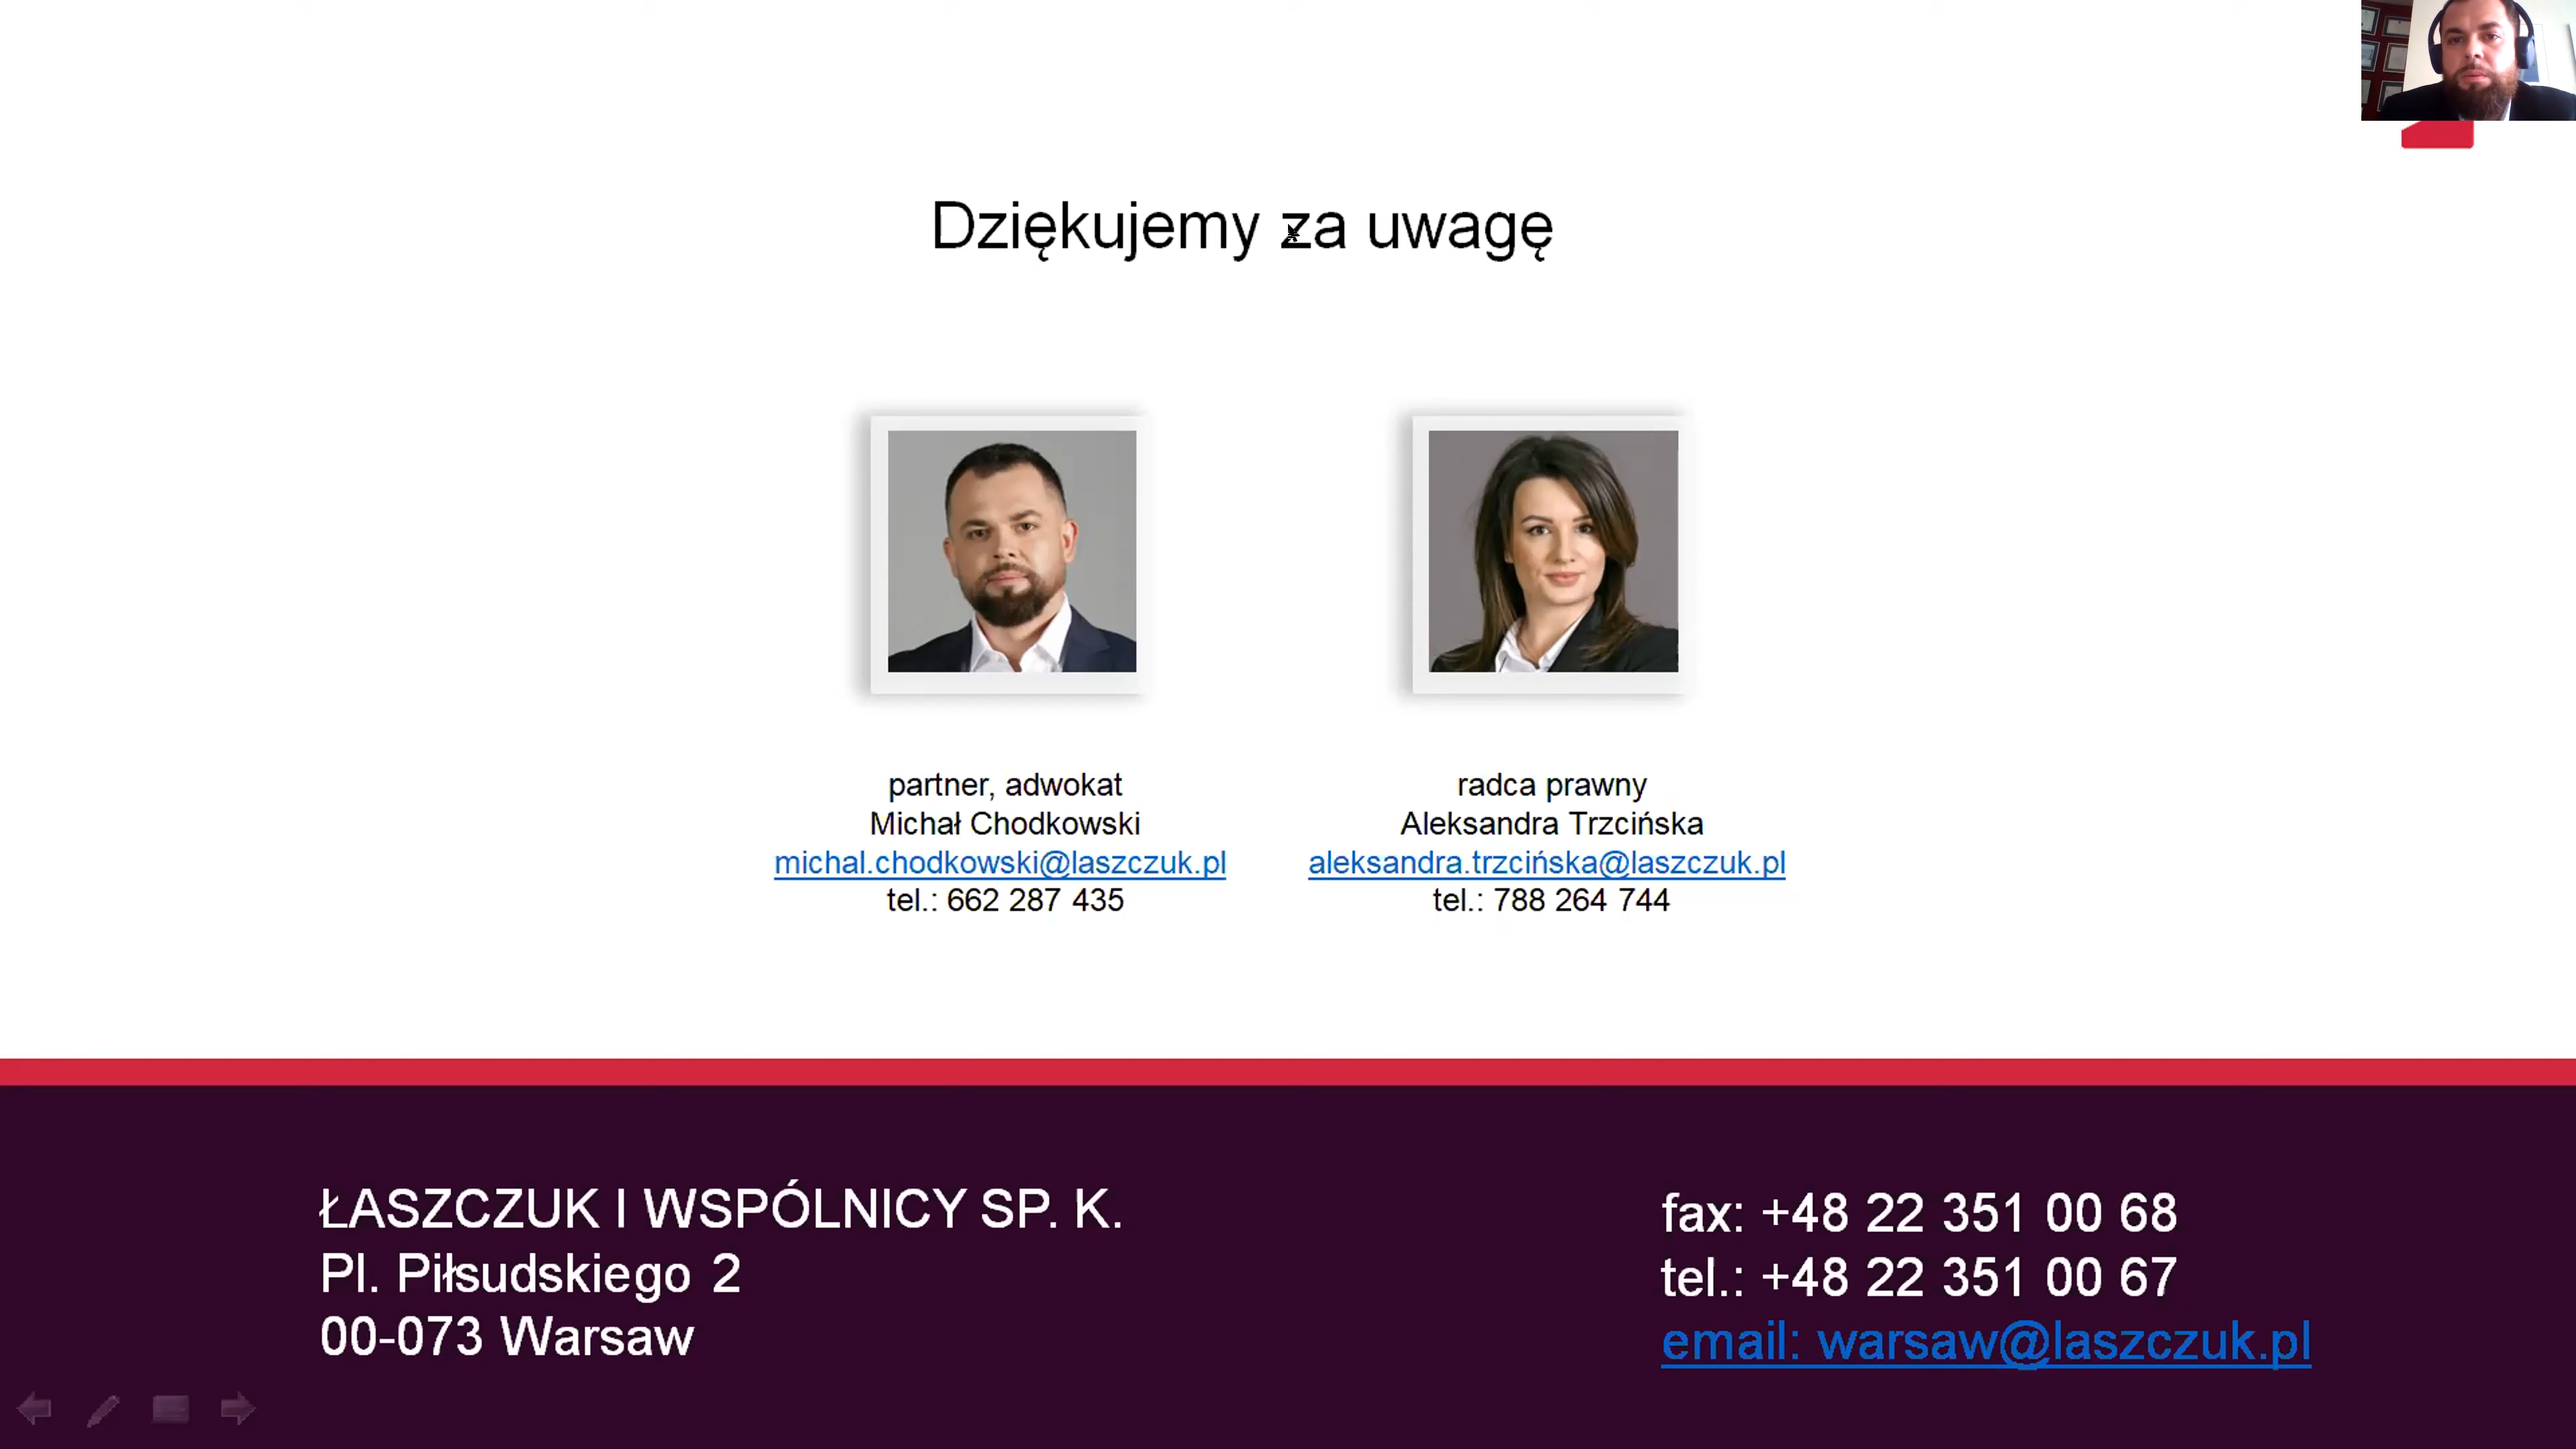 Dziękujemy za uwagę
partner, adwokat
Michał Chodkowski
michal.chodkowski@laszczuk.pl
tel.: 662 287 435
radca prawny
Aleksandra Trzcińska
aleksandra.trzcińska@laszczuk.pl
tel.: 788 264 744
ŁASZCZUK I WSPÓLNICY SP. K.
Pl. Piłsudskiego 2
00-073 Warsaw
fax: +48 22 351 00 68
tel.: +48 22 351 00 67
email: warsaw@laszczuk.pl